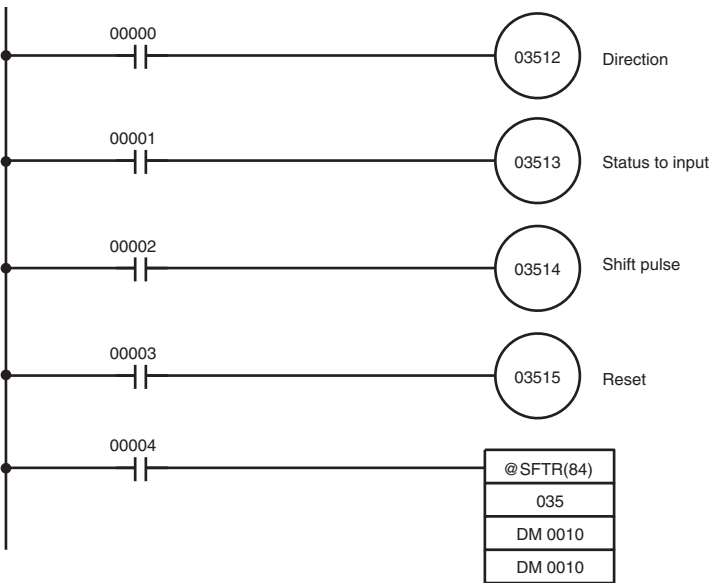 00000
03512 Direction
00001
03513 Status to input
00002
03514 Shift pulse
00003
03515 Reset
00004
@SFTR(84)
035
DM 0010
DM 0010